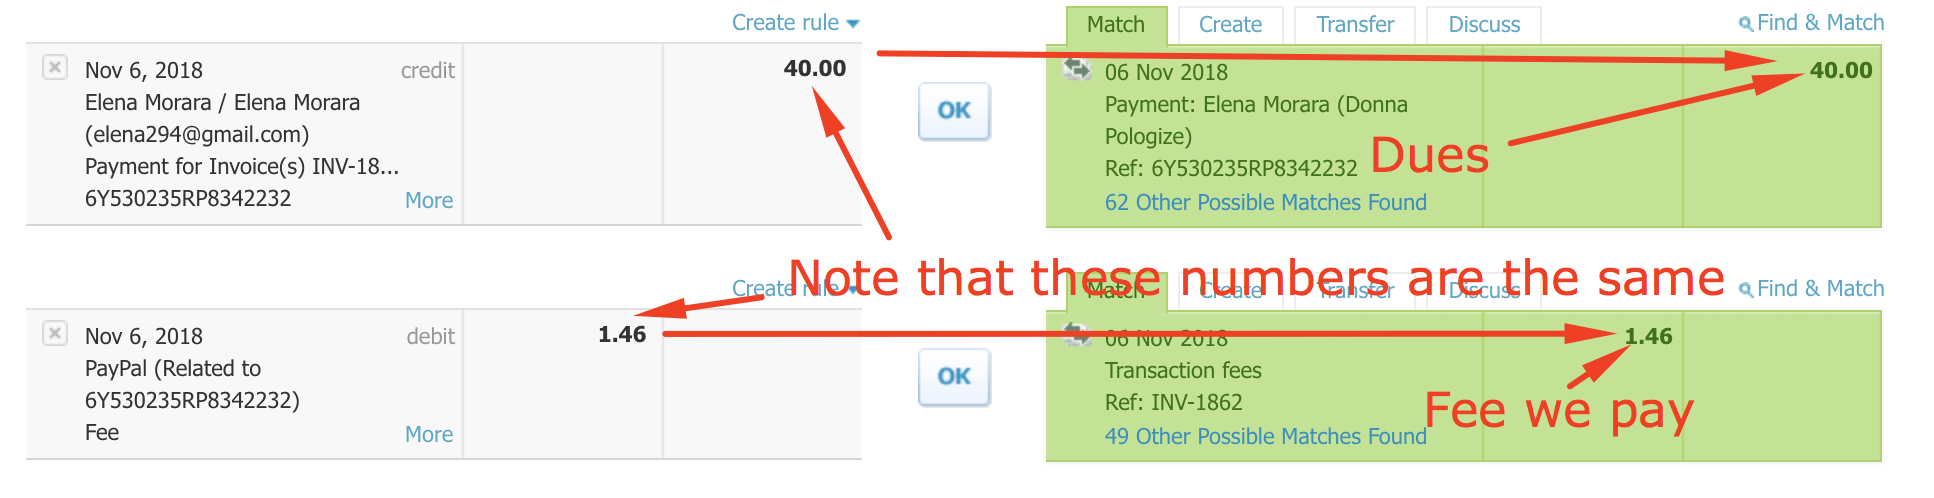 Create rule
Match
Create
Transfer
Discuss
Find & Match
Nov 6, 2018
credit
40.00
Elena Morara / Elena Morara
(elena294@gmail.com)
Payment for Invoice(s) INV-18...
6Y530235RP8342232
More
OK
06 Nov 2018
40.00
Payment: Elena Morara (Donna
Pologize)
Ref: 6Y530235RP8342232
62 Other Possible Matches Found
Dues
Note that these numbers are the same
Create rule
Match
Create
Transfer
Discuss
Find & Match
Nov 6, 2018
debit
1.46
PayPal (Related to
6Y530235RP8342232)
Fee
More
OK
06 Nov 2018
1.46
Transaction fees
Ref: INV-1862
49 Other Possible Matches Found
Fee we pay